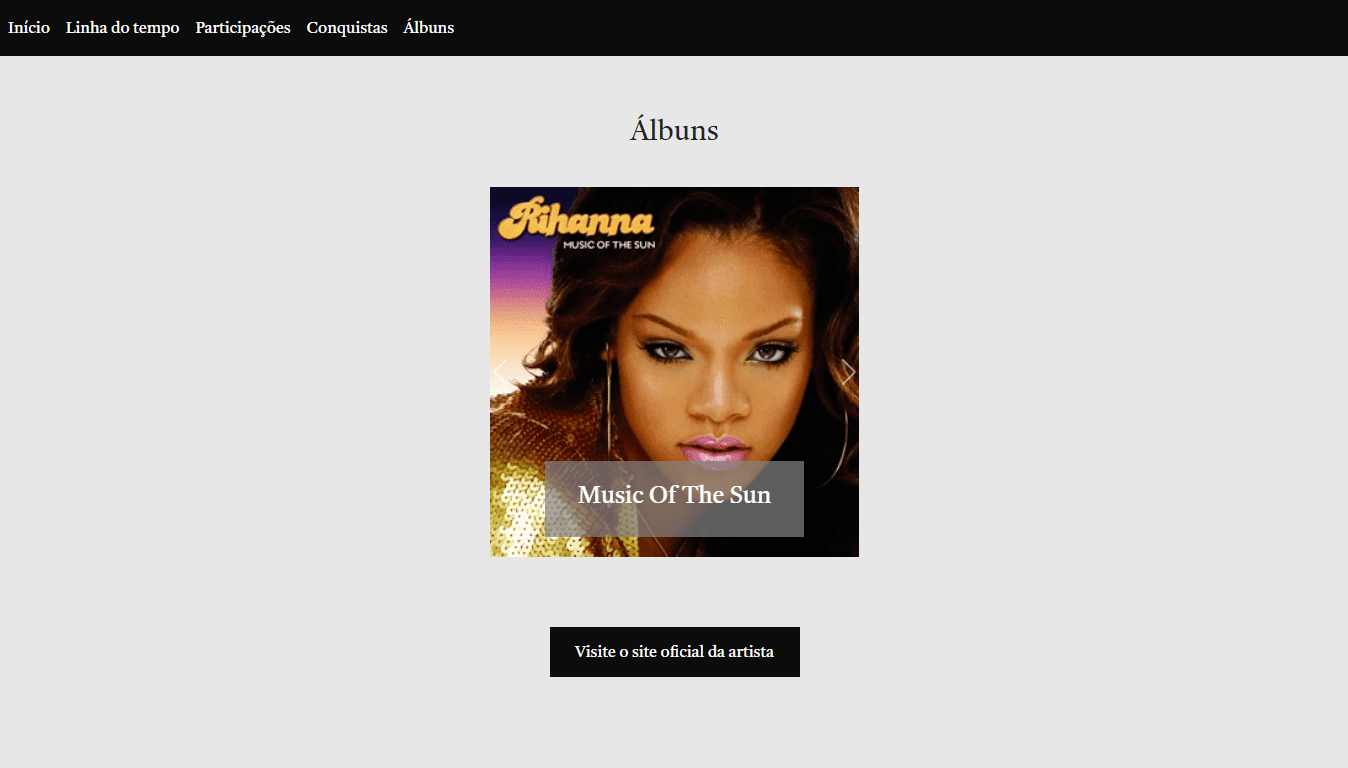 Início Linha do tempo Participações Conquistas Álbuns
Álbuns
Rihanna
MUSIC OF THE SUN
Music Of The Sun
Visite o site oficial da artista